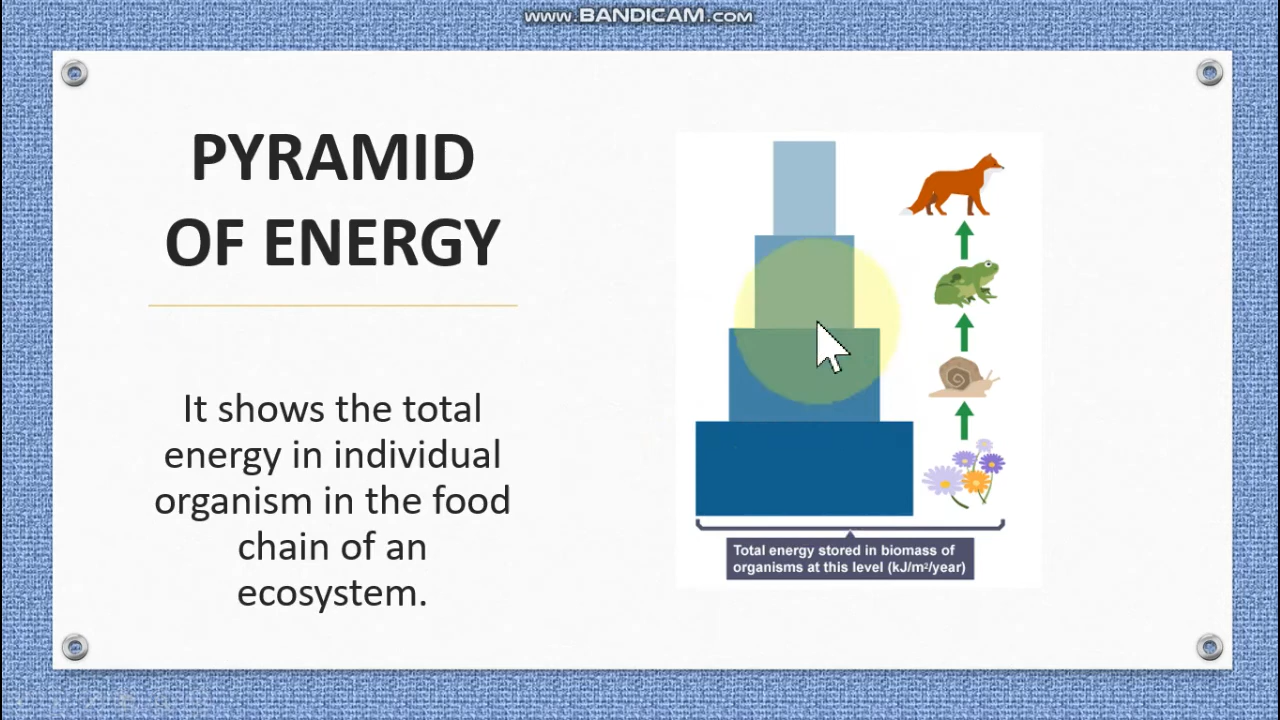 www.BANDICAM.com
PYRAMID
OF ENERGY
It shows the total
energy in individual
organism in the food
chain of an
ecosystem.
Total energy stored in biomass of
organisms at this level (kJ/m²/year)